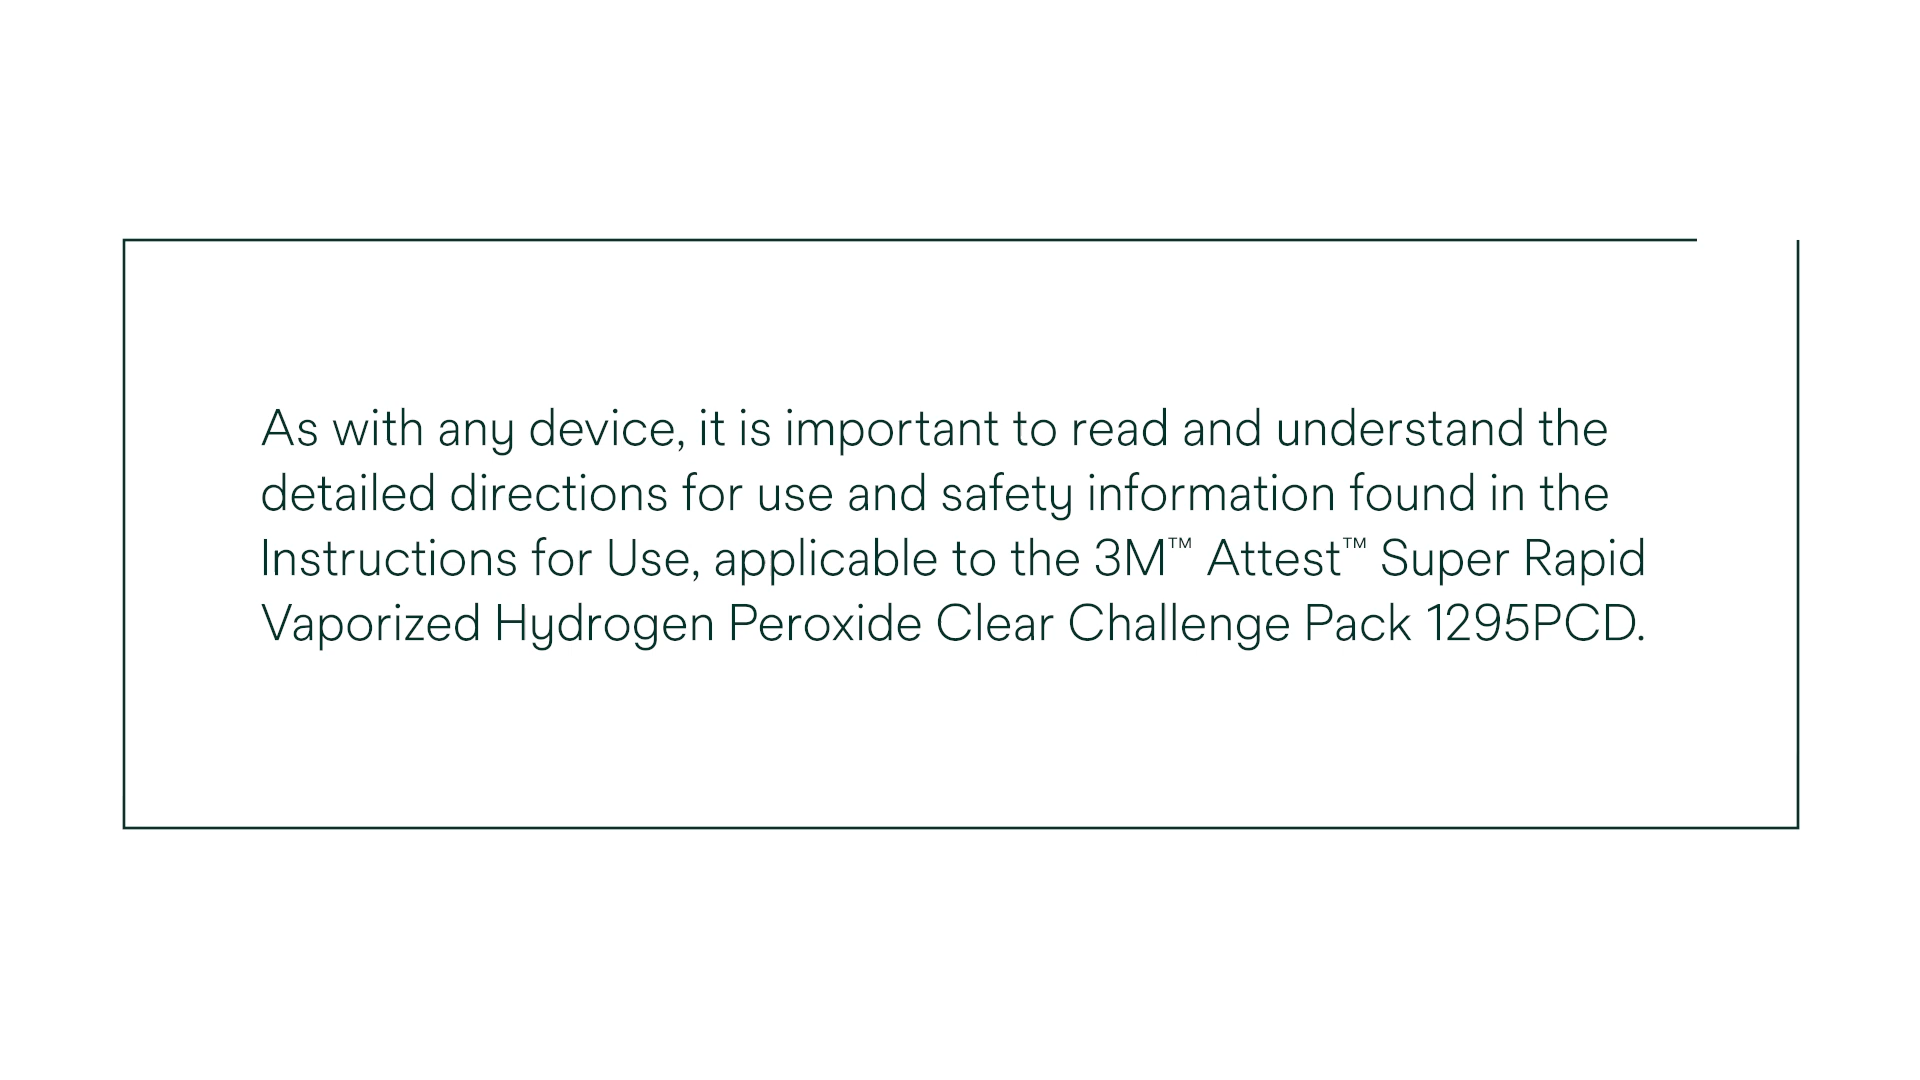 As with any device, it is important to read and understand the
detailed directions for use and safety information found in the
Instructions for Use, applicable to the 3M™ Attest™ Super Rapid
Vaporized Hydrogen Peroxide Clear Challenge Pack 1295PCD.